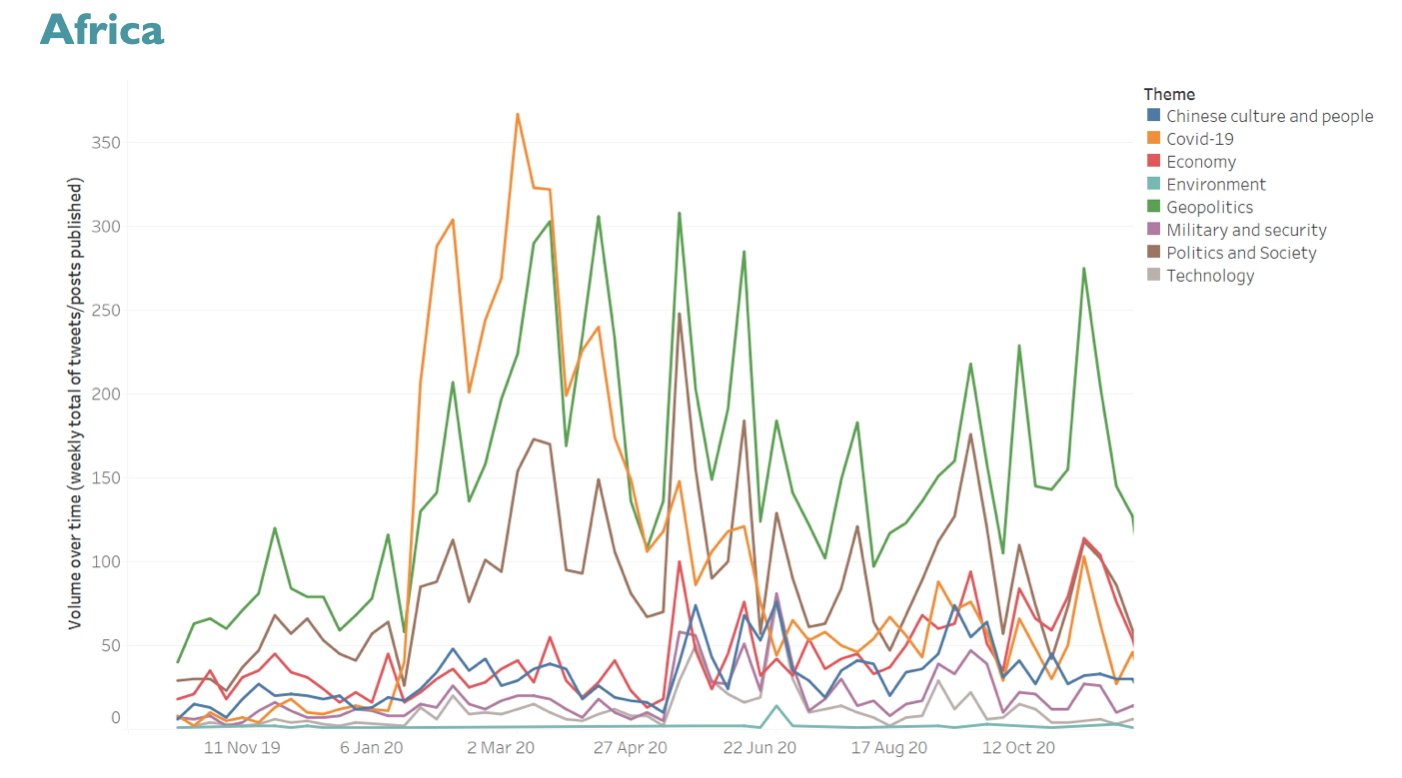 Africa
Volume over time (weekly total of tweets/posts published)
350
300
250
200
150
100
50
0
11 Nov 19
6 Jan 20
2 Mar 20
27 Apr 20
22 Jun 20
17 Aug 20
12 Oct 20
Theme
Chinese culture and people
Covid-19
Economy
Environment
Geopolitics
Military and security
Politics and Society
Technology